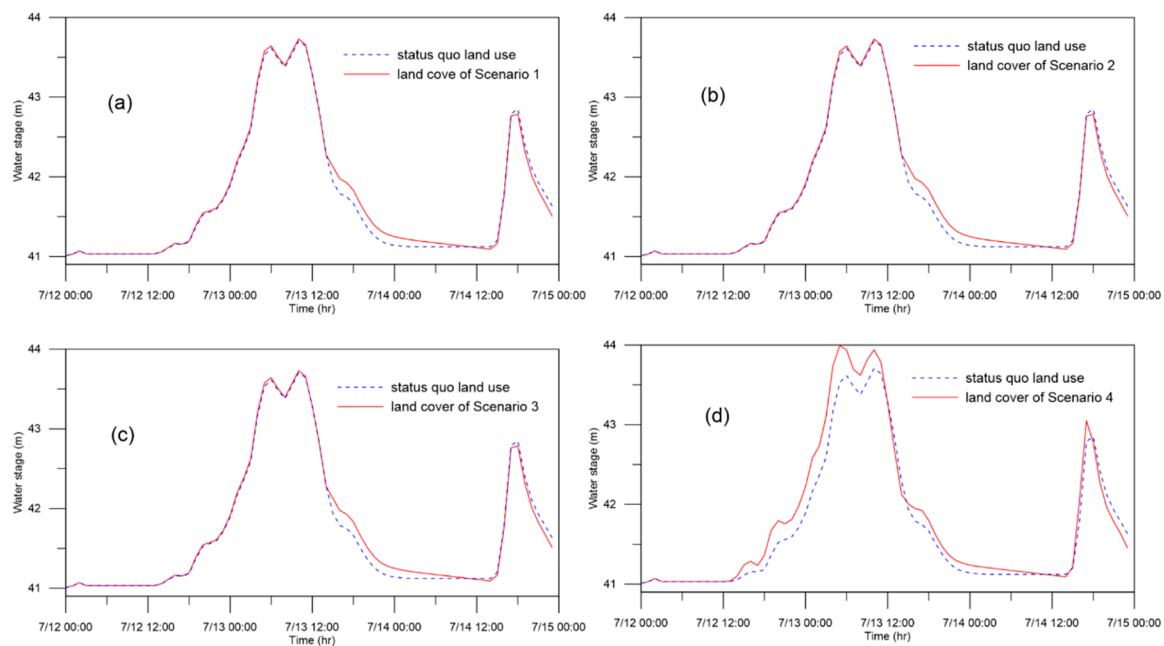 44
43
42
41
Water stage (m)
(a)
status quo land use
land cove of Scenario 1
7/12 00:00 7/12 12:00 7/13 00:00 7/13 12:00 7/14 00:00 7/14 12:00 7/15 00:00
Time (hr)
44
43
42
41
Water stage (m)
(b)
status quo land use
land cover of Scenario 2
7/12 00:00 7/12 12:00 7/13 00:00 7/13 12:00 7/14 00:00 7/14 12:00 7/15 00:00
Time (hr)
44
43
42
41
Water stage (m)
(c)
status quo land use
land cover of Scenario 3
7/12 00:00 7/12 12:00 7/13 00:00 7/13 12:00 7/14 00:00 7/14 12:00 7/15 00:00
Time (hr)
44
43
42
41
Water stage (m)
(d)
status quo land use
land cover of Scenario 4
7/12 00:00 7/12 12:00 7/13 00:00 7/13 12:00 7/14 00:00 7/14 12:00 7/15 00:00
Time (hr)